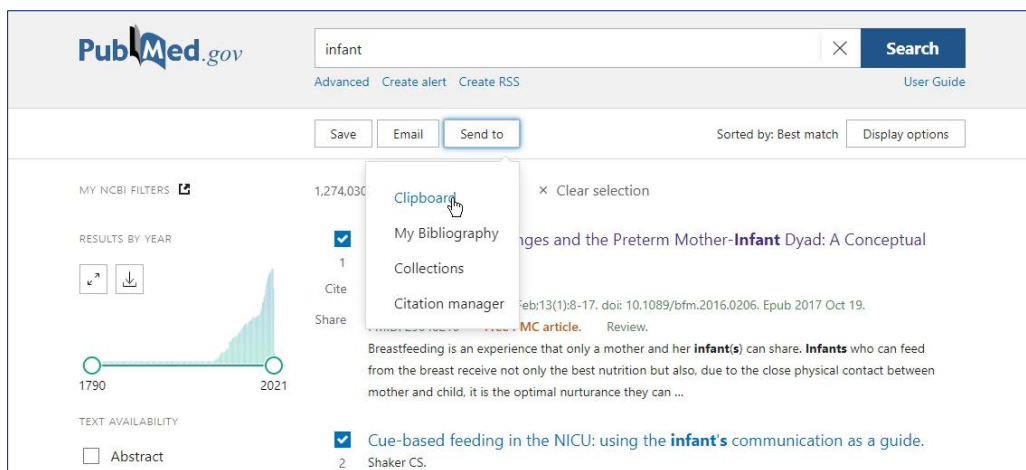 PubMed.gov
infant
Search
Advanced Create alert Create RSS
User Guide
Save Email Send to
Sorted by: Best match Display options
Clipboard
My Bibliography
Collections
Citation manager
MY NCBI FILTERS
1,274,030
× Clear selection
RESULTS BY YEAR
1790 2021
TEXT AVAILABILITY
Abstract
1
Cite
Share
and the Preterm Mother-Infant Dyad: A Conceptual
;13(1):8-17. doi: 10.1089/bfm.2016.0206. Epub 2017 Oct 19.
article. Review.
Breastfeeding is an experience that only a mother and her infant(s) can share. Infants who can feed
from the breast receive not only the best nutrition but also, due to the close physical contact between
mother and child, it is the optimal nurturance they can ...
2
Cue-based feeding in the NICU: using the infant's communication as a guide.
Shaker CS.